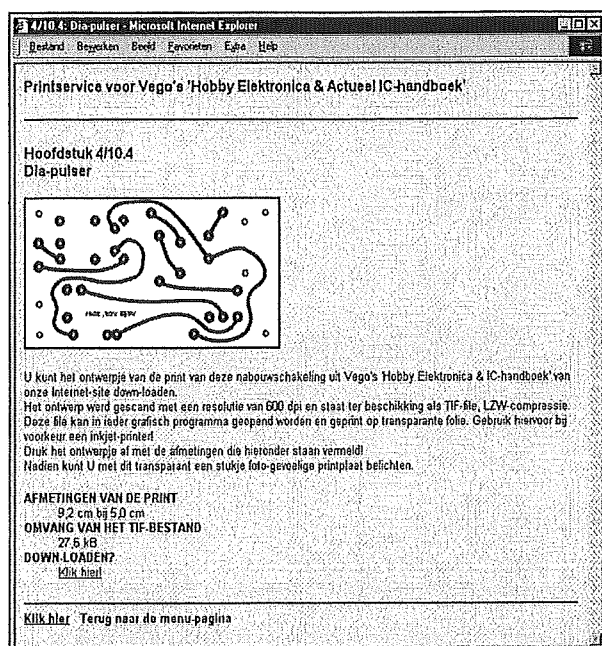 4/10.4: Dia-pulser - Microsoft Internet Explorer
Bestand Bewerken Beeld Favorieten Extra Help
Printservice voor Vego's 'Hobby Elektronica & Actueel IC-handboek'
Hoofdstuk 4/10.4
Dia-pulser
U kunt het ontwerpje van de print van deze nabouwschakeling uit Vego's 'Hobby Elektronica & IC-handboek' van
onze Internet-site down-loaden.
Het ontwerp werd gescand met een resolutie van 600 dpi en staat ter beschikking als TIF-file, LZW-compressie.
Deze file kan in ieder grafisch programma geopend worden en geprint op transparante folie. Gebruik hiervoor bij
voorkeur een inkjet-printer!
Druk het ontwerpje af met de afmetingen die hieronder staan vermeld!
Nadien kunt U met dit transparant een stukje foto-gevoelige printplaat belichten.
AFMETINGEN VAN DE PRINT
9,2 cm bij 5,0 cm
OMVANG VAN HET TIF-BESTAND
27,6 kB
DOWN-LOADEN?
Klik hier!
Klik hier Terug naar de menu-pagina